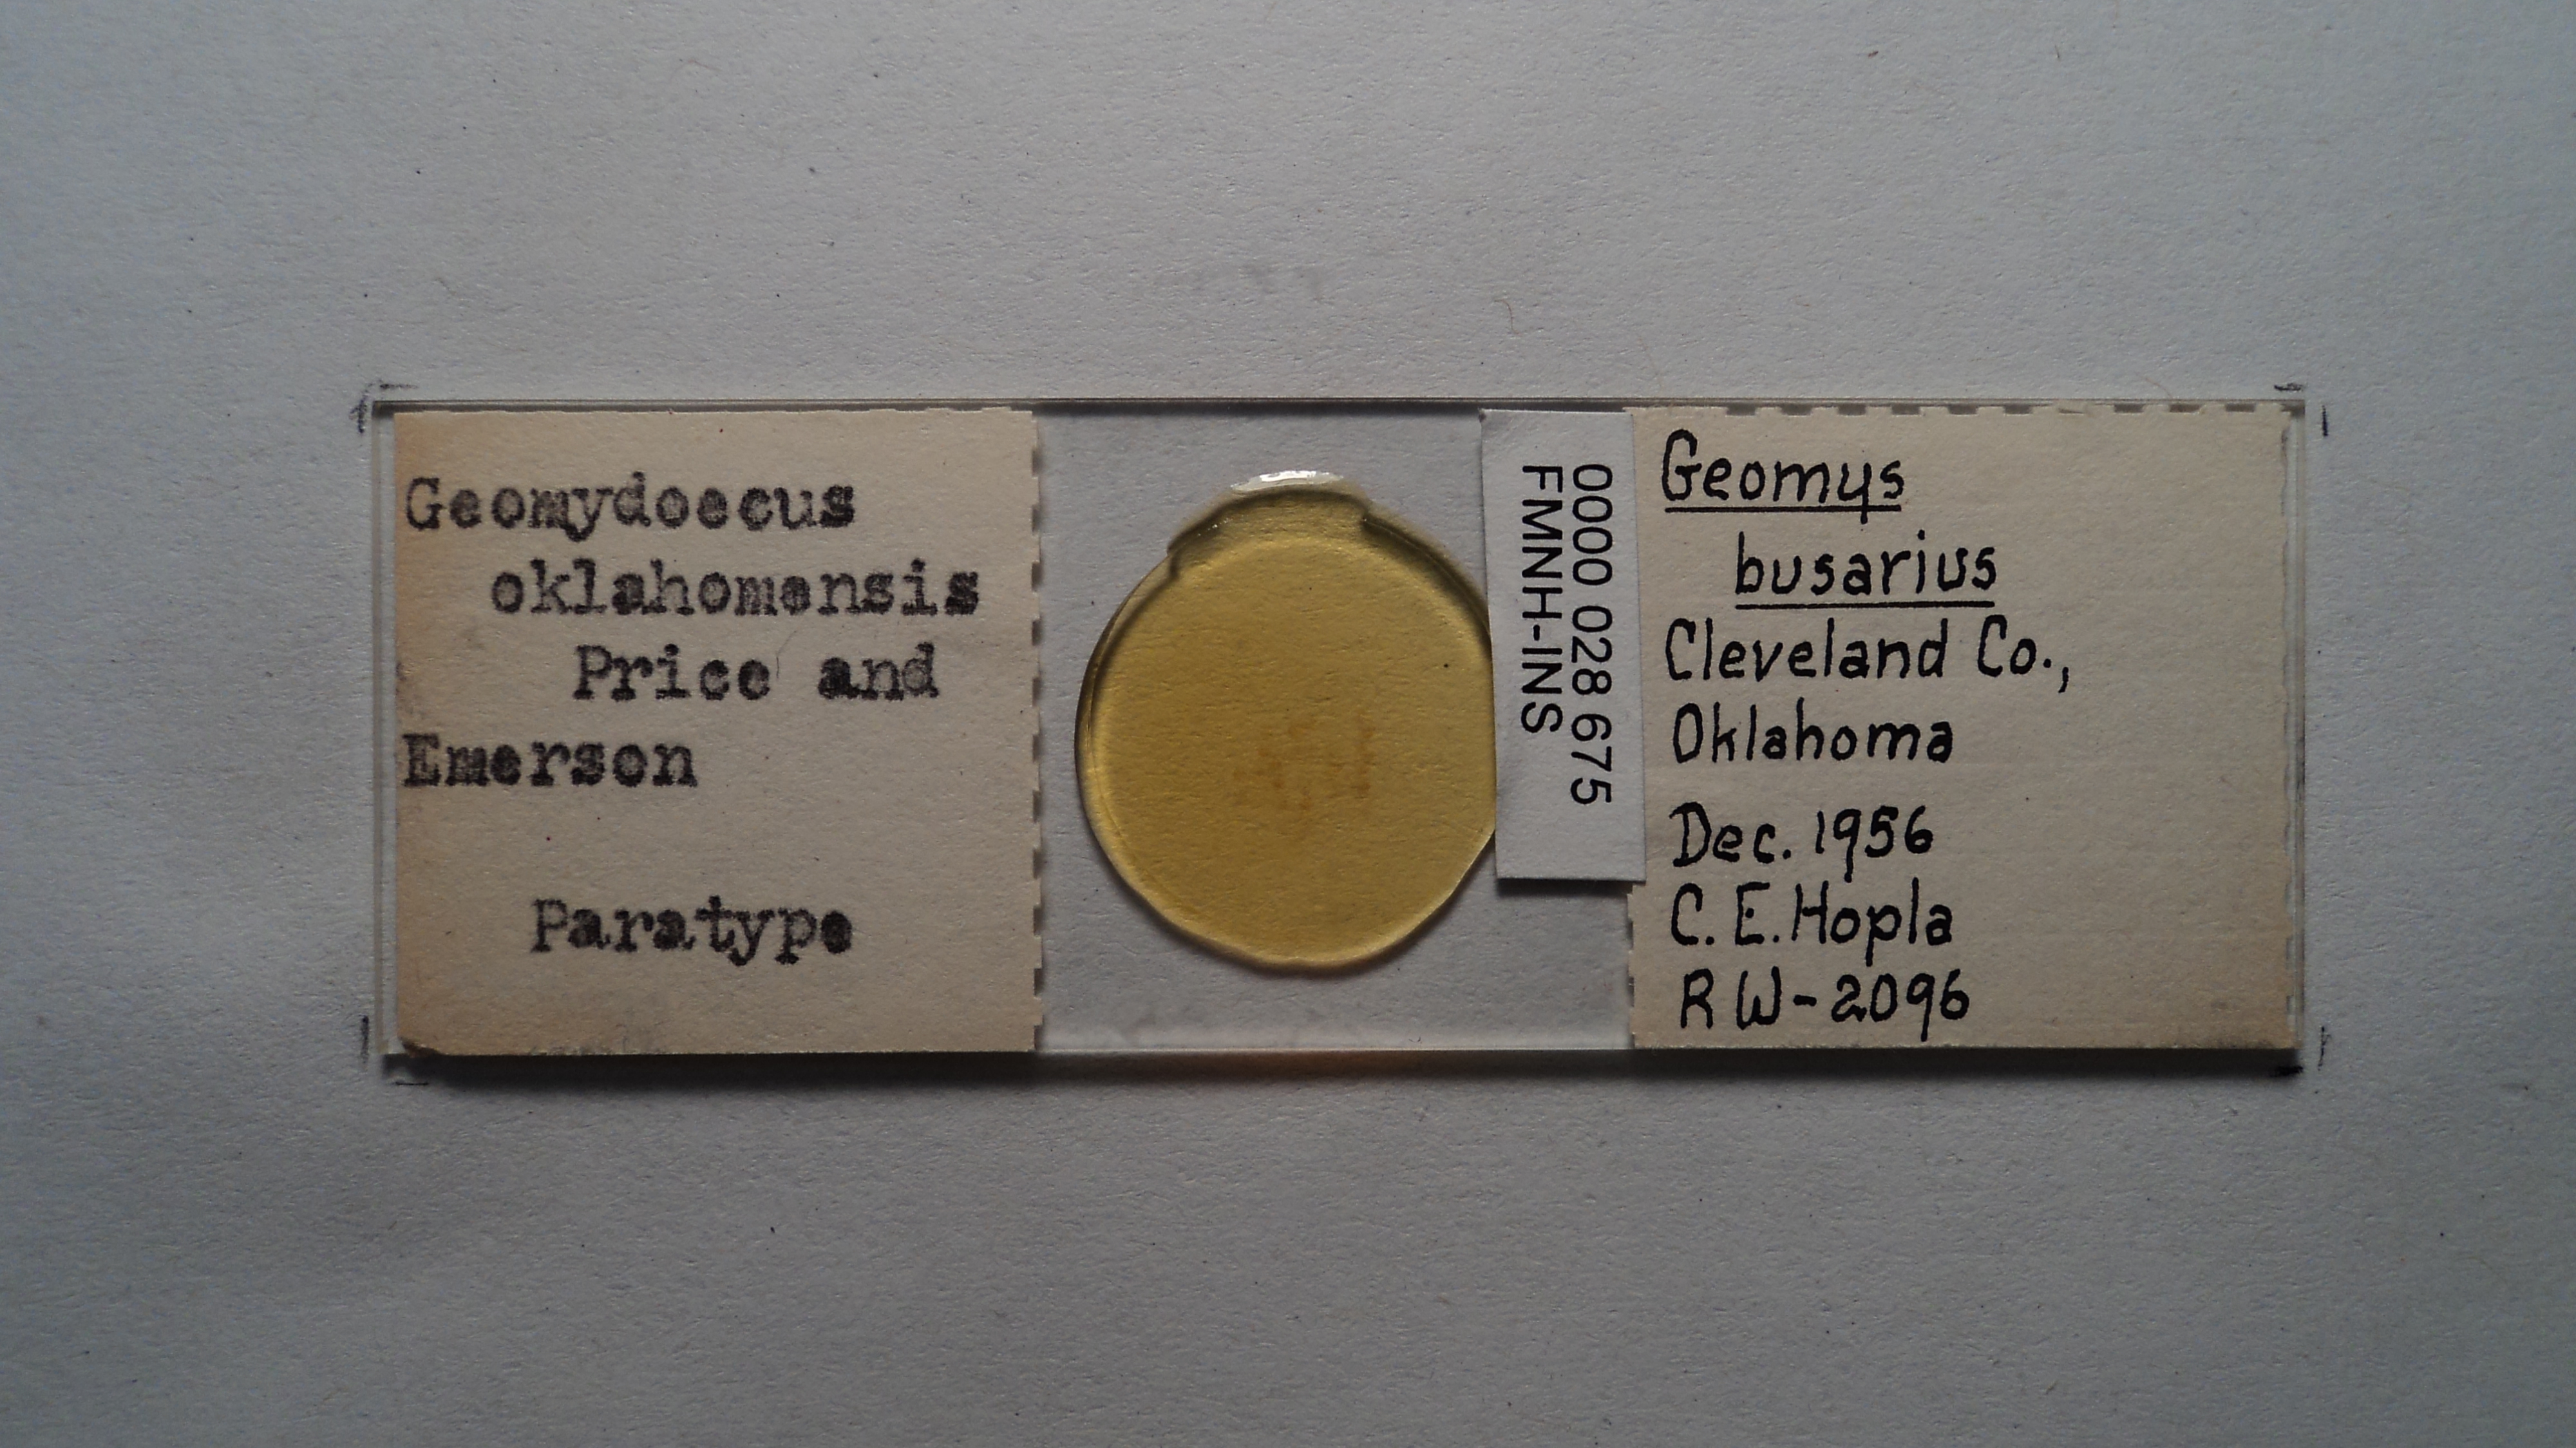 Geomydoecus
oklahomensis
Price and
Emerson
Paratype
0000 028 675
FMNH-INS
Geomys
busarius
Cleveland Co.,
Oklahoma
Dec. 1956
C. E. Hopla
RW-2096